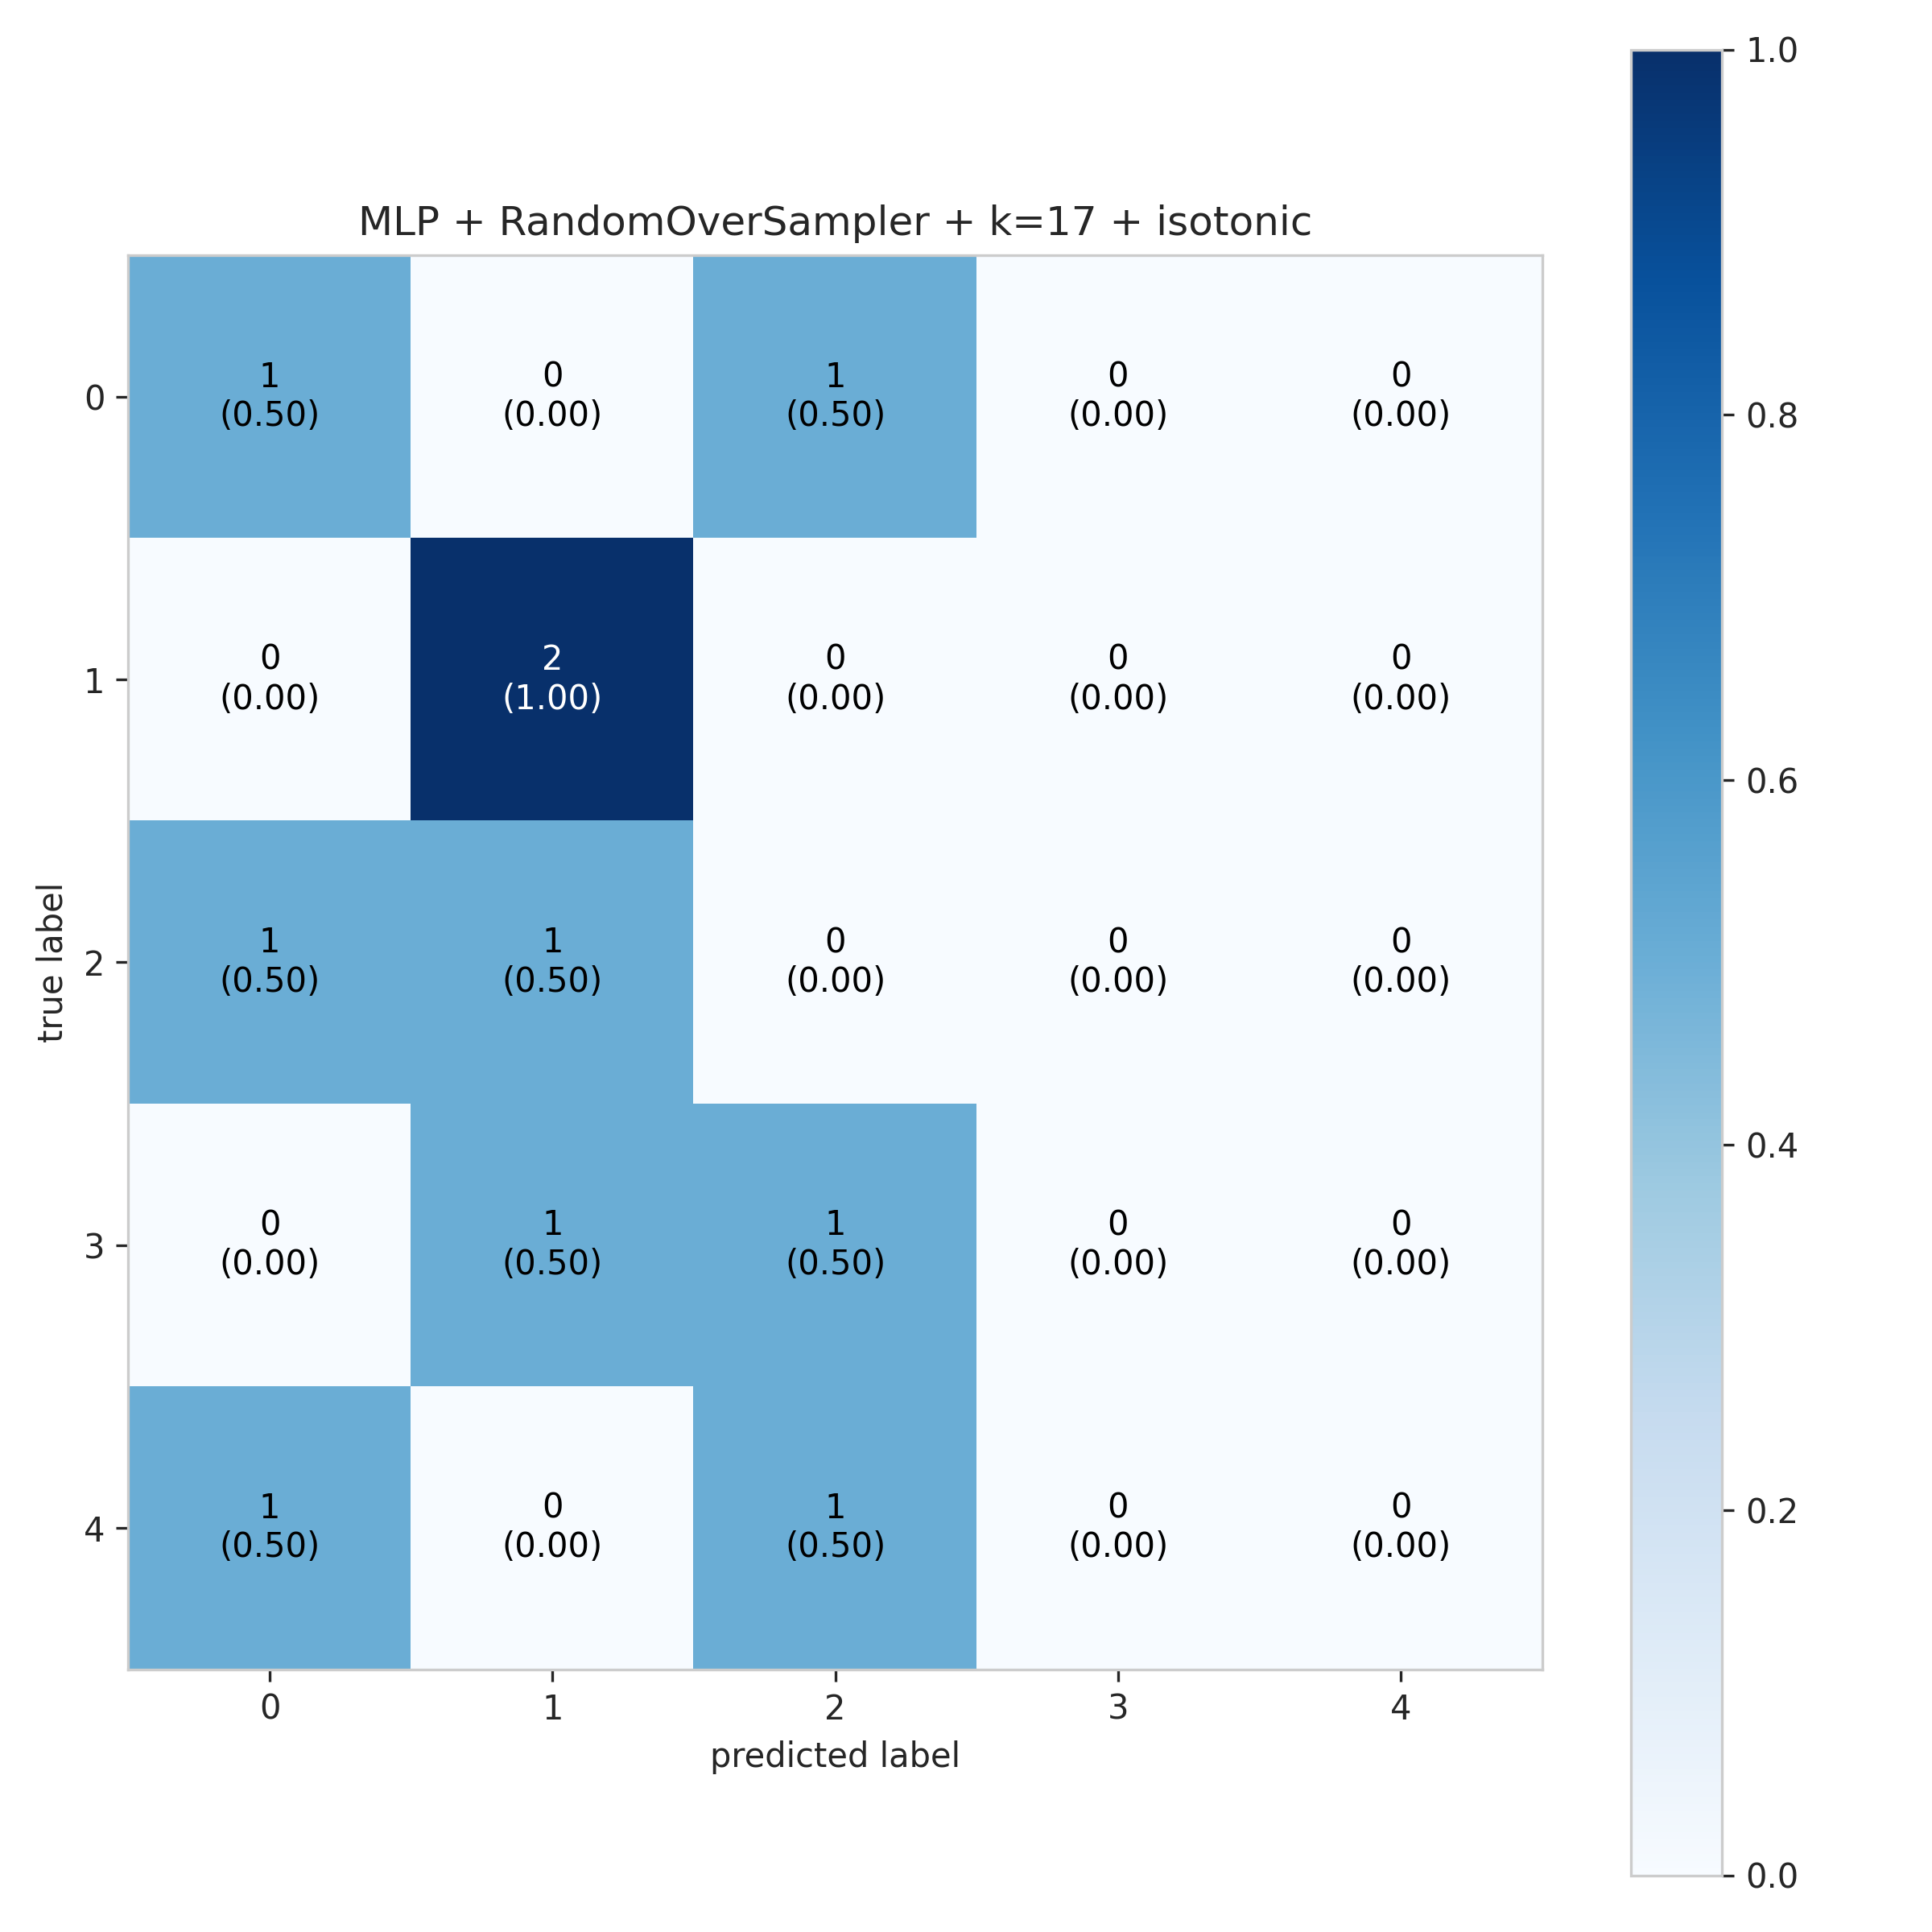 MLP + RandomOverSampler + k=17 + isotonic
1.0
0.8
0.6
0.4
0.2
0.0
true label
0
1
2
3
4
1 0 1 0 0
(0.50) (0.00) (0.50) (0.00) (0.00)
0 2 0 0 0
(0.00) (1.00) (0.00) (0.00) (0.00)
1 1 0 0 0
(0.50) (0.50) (0.00) (0.00) (0.00)
0 1 1 0 0
(0.00) (0.50) (0.50) (0.00) (0.00)
1 0 1 0 0
(0.50) (0.00) (0.50) (0.00) (0.00)
0 1 2 3 4
predicted label